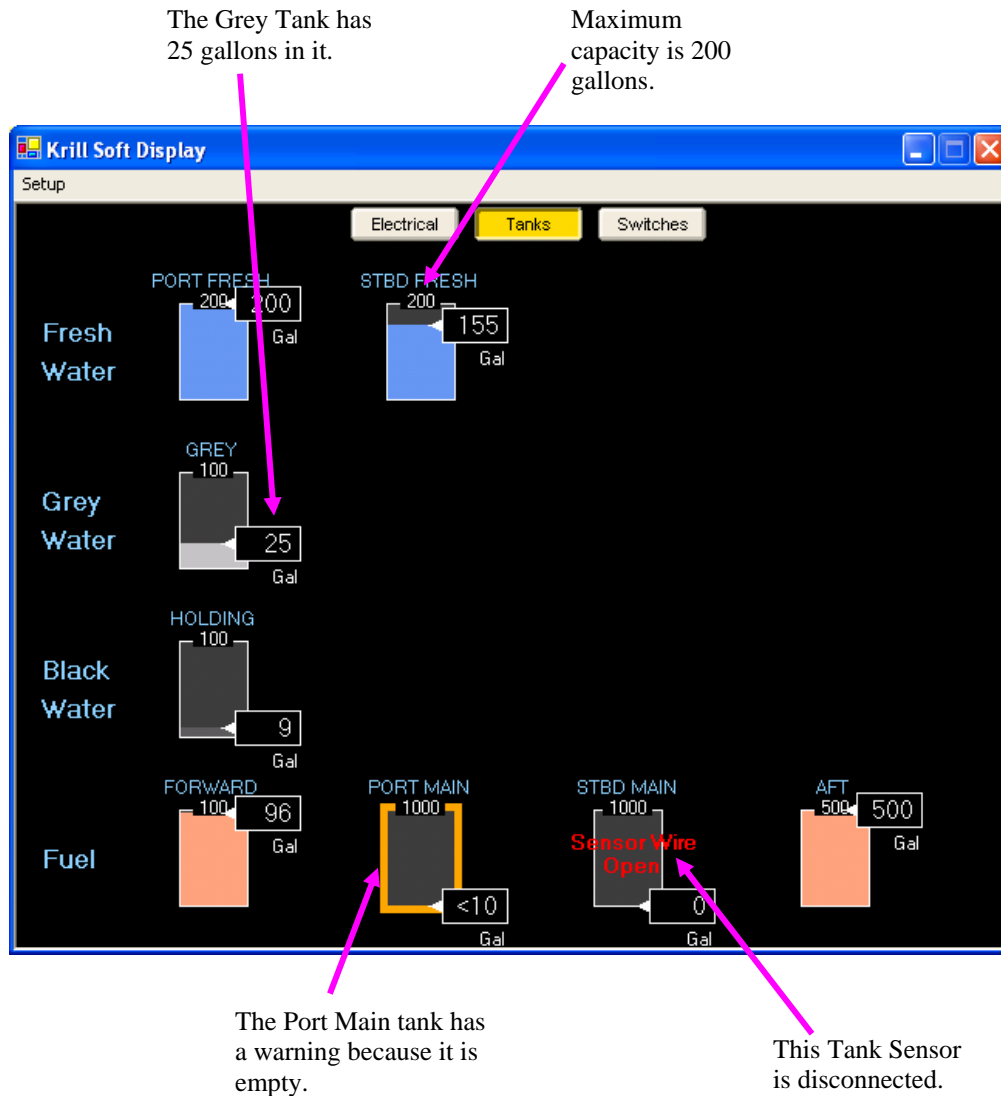 The Grey Tank has
25 gallons in it.
Maximum
capacity is 200
gallons.
Krill Soft Display
Setup
Electrical
Tanks
Switches
PORT FRESH
STBD FRESH
200
200
200
155
Gal
Gal
Fresh
Water
GREY
100
Grey
Water
25
Gal
HOLDING
100
Black
Water
9
Gal
FORWARD
PORT MAIN
STBD MAIN
AFT
100
96
Gal
1000
1000
500
500
Gal
Sensor Wire
Open
Fuel
<10
Gal
0
Gal
The Port Main tank has
a warning because it is
empty.
This Tank Sensor
is disconnected.